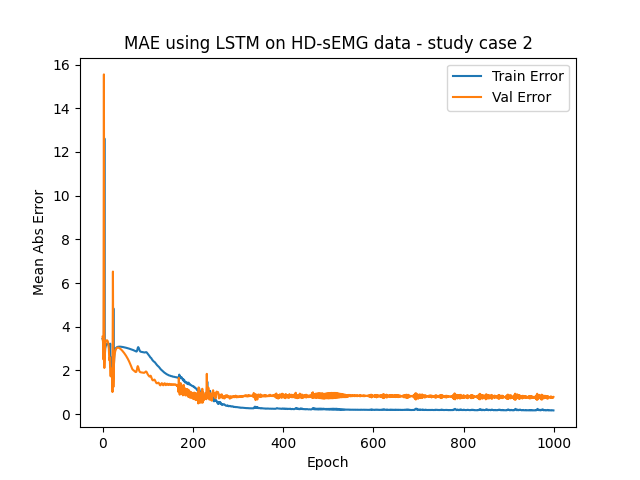 MAE using LSTM on HD-sEMG data - study case 2
Train Error
Val Error
Mean Abs Error
16
14
12
10
8
6
4
2
0
0 200 400 600 800 1000
Epoch